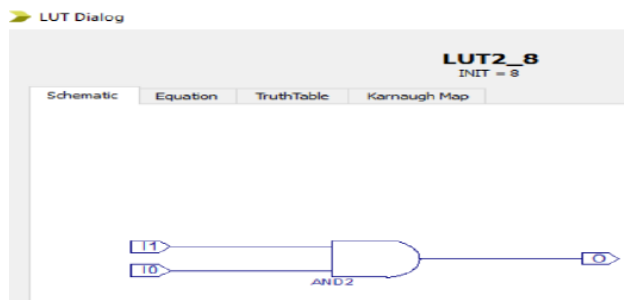 LUT Dialog
LUT2_8
INIT = 8
Schematic Equation TruthTable Karnaugh Map
I1
I0
AND2
O